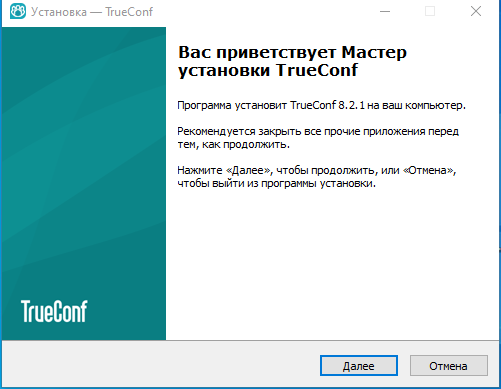 Установка — TrueConf
Вас приветствует Мастер
установки TrueConf
Программа установит TrueConf 8.2.1 на ваш компьютер.
Рекомендуется закрыть все прочие приложения перед
тем, как продолжить.
Нажмите «Далее», чтобы продолжить, или «Отмена»,
чтобы выйти из программы установки.
TrueConf
Далее
Отмена